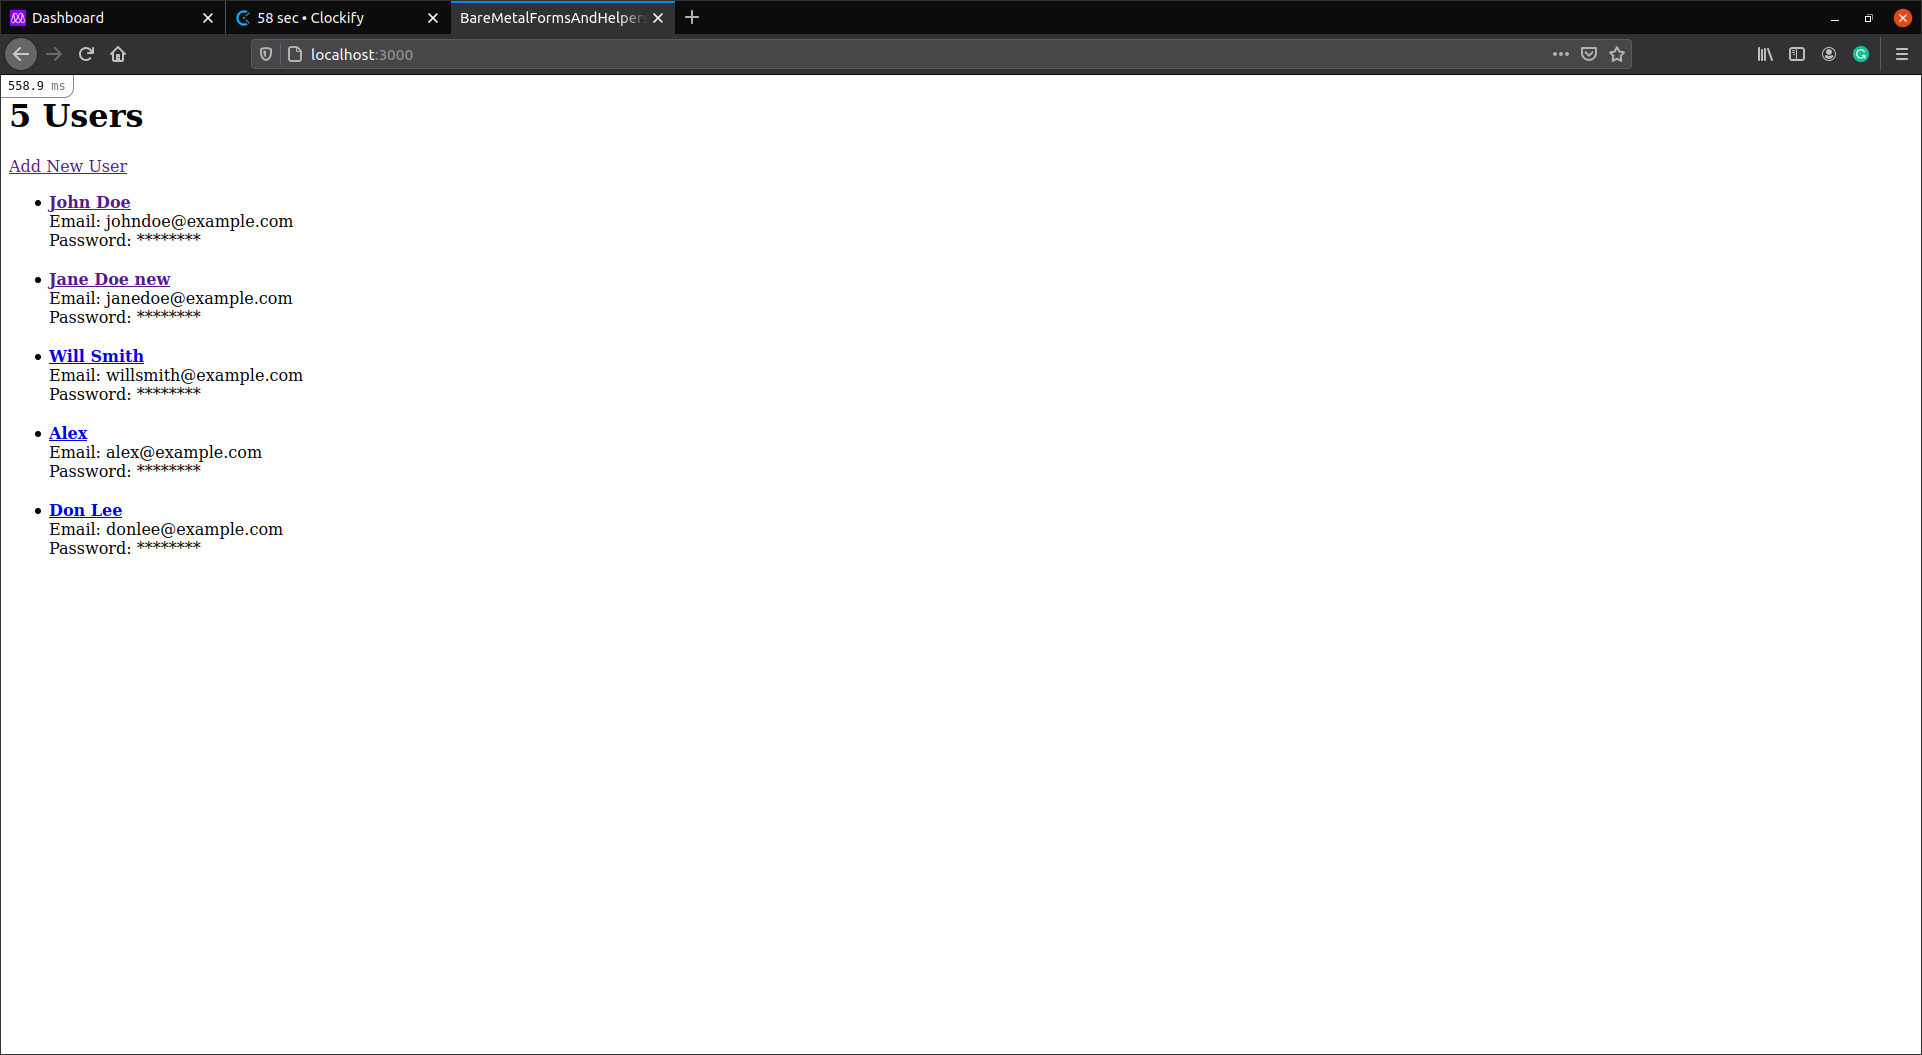 Dashboard
58 sec • Clockify
BareMetalFormsAndHelpers
localhost:3000
558.9 ms
5 Users
Add New User
John Doe
Email: johndoe@example.com
Password: ********
Jane Doe new
Email: janedoe@example.com
Password: ********
Will Smith
Email: willsmith@example.com
Password: ********
Alex
Email: alex@example.com
Password: ********
Don Lee
Email: donlee@example.com
Password: ********